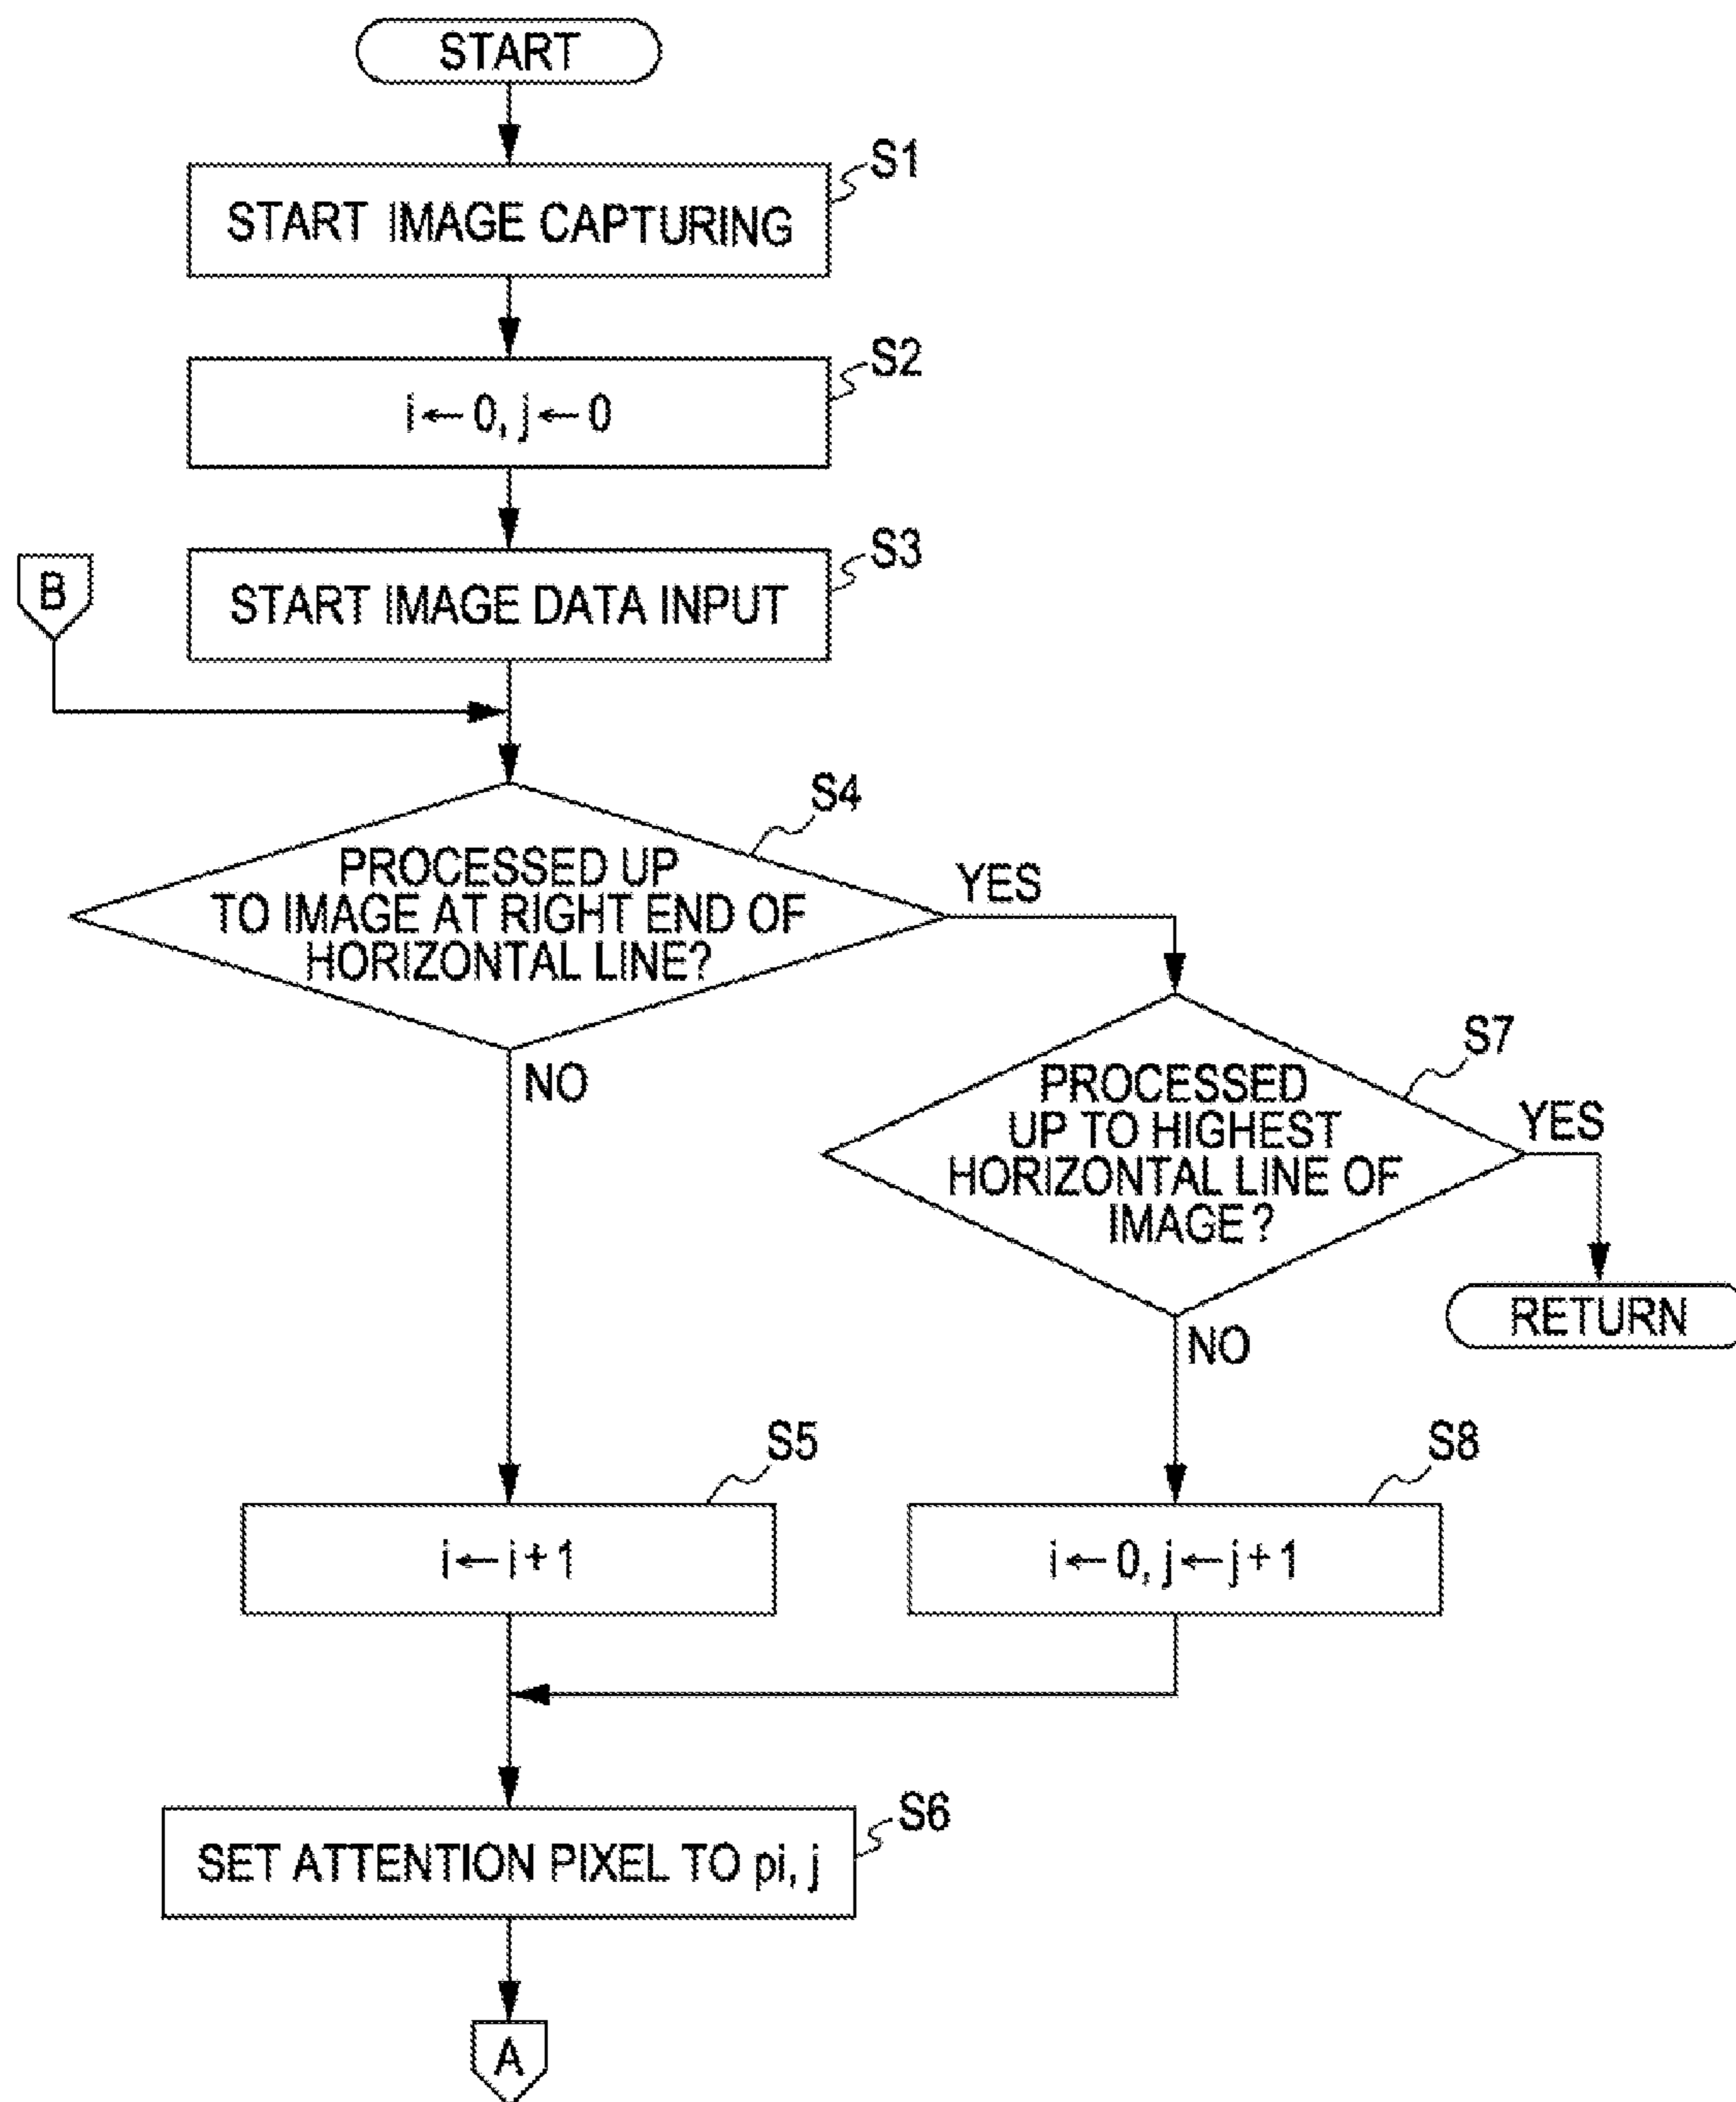 START
S1
START IMAGE CAPTURING
S2
i←0, j←0
S3
START IMAGE DATA INPUT
B
S4
PROCESSED UP
TO IMAGE AT RIGHT END OF
HORIZONTAL LINE?
YES
NO
S7
PROCESSED
UP TO HIGHEST
HORIZONTAL LINE OF
IMAGE?
YES
RETURN
NO
S5
i←i+1
S8
i←0, j←j+1
S6
SET ATTENTION PIXEL TO pi, j
A